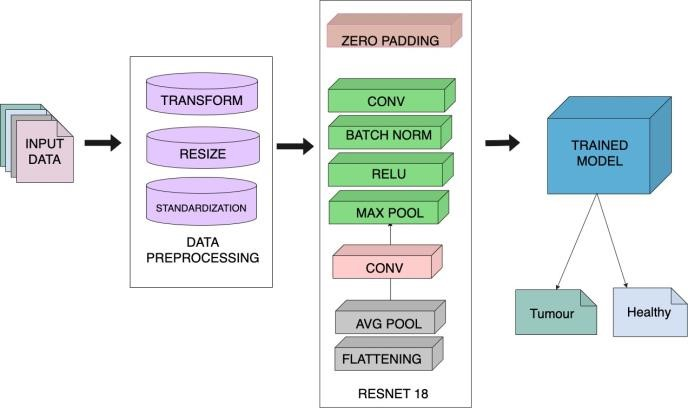 INPUT
DATA
TRANSFORM
RESIZE
STANDARDIZATION
DATA
PREPROCESSING
ZERO PADDING
CONV
BATCH NORM
RELU
MAX POOL
CONV
AVG POOL
FLATTENING
RESNET 18
TRAINED
MODEL
Tumour
Healthy